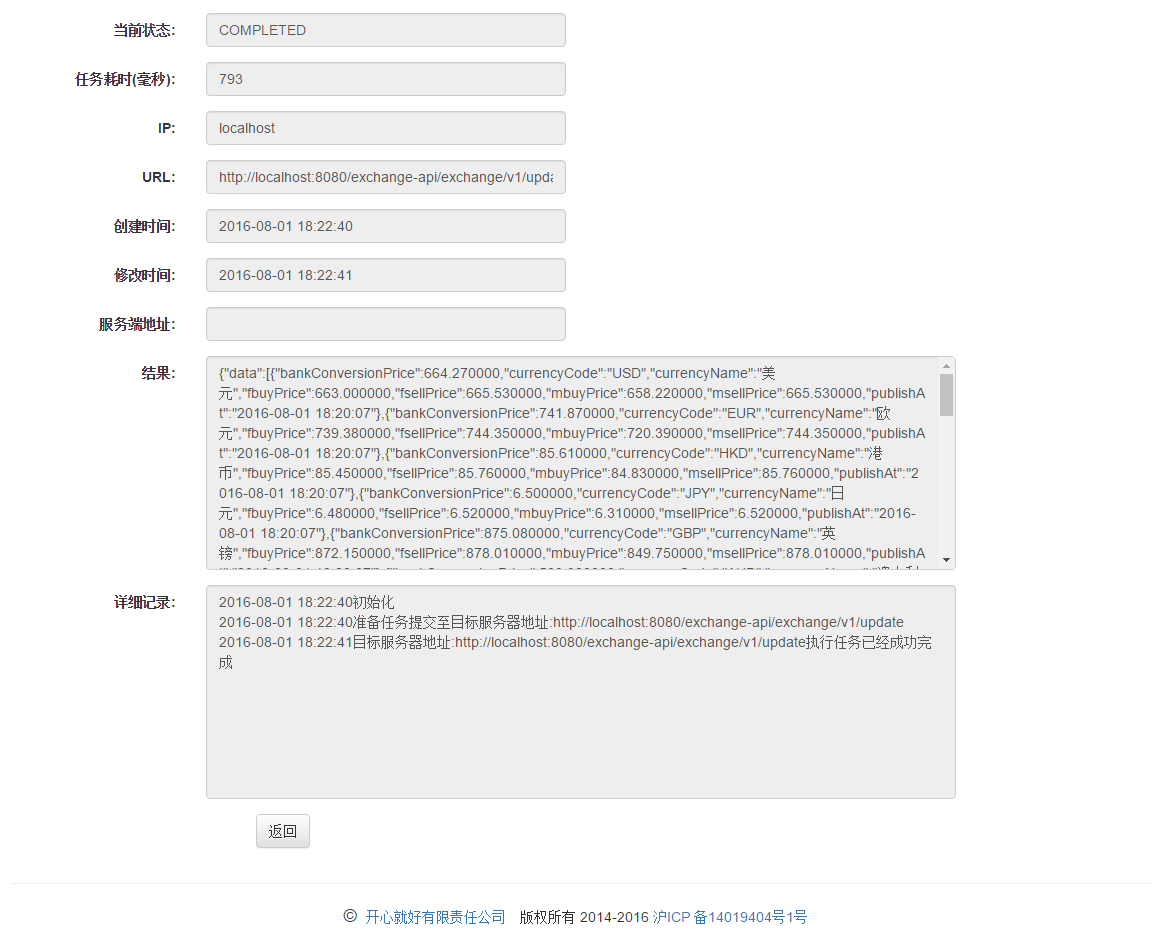 当前状态: COMPLETED
任务耗时(毫秒): 793
IP: localhost
URL: http://localhost:8080/exchange-api/exchange/v1/upda
创建时间: 2016-08-01 18:22:40
修改时间: 2016-08-01 18:22:41
服务端地址:
结果: {"data":[{"bankConversionPrice":664.270000,"currencyCode":"USD","currencyName":"美
元","fbuyPrice":663.000000,"fsellPrice":665.530000,"mbuyPrice":658.220000,"msellPrice":665.530000,"publishA
t":"2016-08-01 18:20:07"},{"bankConversionPrice":741.870000,"currencyCode":"EUR","currencyName":"欧
元","fbuyPrice":739.380000,"fsellPrice":744.350000,"mbuyPrice":720.390000,"msellPrice":744.350000,"publishA
t":"2016-08-01 18:20:07"},{"bankConversionPrice":85.610000,"currencyCode":"HKD","currencyName":"港
币","fbuyPrice":85.450000,"fsellPrice":85.760000,"mbuyPrice":84.830000,"msellPrice":85.760000,"publishAt":"2
016-08-01 18:20:07"},{"bankConversionPrice":6.500000,"currencyCode":"JPY","currencyName":"日
元","fbuyPrice":6.480000,"fsellPrice":6.520000,"mbuyPrice":6.310000,"msellPrice":6.520000,"publishAt":"2016-
08-01 18:20:07"},{"bankConversionPrice":875.080000,"currencyCode":"GBP","currencyName":"英
镑","fbuyPrice":872.150000,"fsellPrice":878.010000,"mbuyPrice":849.750000,"msellPrice":878.010000,"publishA
详细记录: 2016-08-01 18:22:40初始化
2016-08-01 18:22:40准备任务提交至目标服务器地址:http://localhost:8080/exchange-api/exchange/v1/update
2016-08-01 18:22:41目标服务器地址:http://localhost:8080/exchange-api/exchange/v1/update执行任务已经成功完
成
返回
© 开心就好有限责任公司 版权所有 2014-2016 沪ICP 备14019404号1号